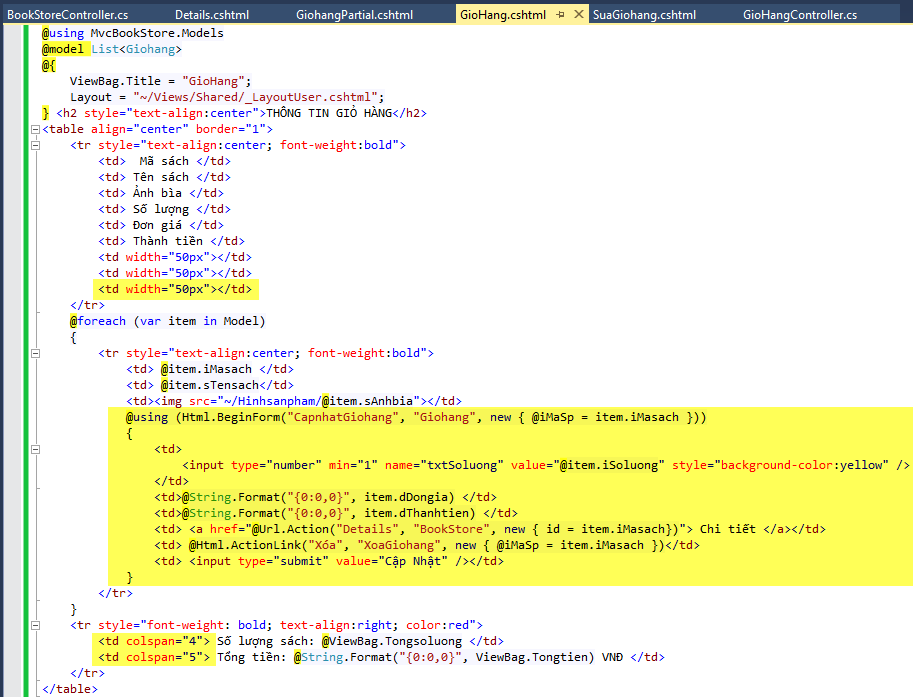 BookStoreController.cs Details.cshtml GiohangPartial.cshtml GioHang.cshtml SuaGiohang.cshtml GioHangController.cs
@using MvcBookStore.Models
@model List<Giohang>
@{
    ViewBag.Title = "GioHang";
    Layout = "~/Views/Shared/_LayoutUser.cshtml";
} <h2 style="text-align:center">THÔNG TIN GIỎ HÀNG</h2>
<table align="center" border="1">
    <tr style="text-align:center; font-weight:bold">
        <td>  Mã sách </td>
        <td> Tên sách </td>
        <td> Ảnh bìa </td>
        <td> Số lượng </td>
        <td> Đơn giá </td>
        <td> Thành tiền </td>
        <td width="50px"></td>
        <td width="50px"></td>
        <td width="50px"></td>
    </tr>
    @foreach (var item in Model)
    {
        <tr style="text-align:center; font-weight:bold">
            <td> @item.iMasach </td>
            <td> @item.sTensach</td>
            <td><img src="~/Hinhsanpham/@item.sAnhbia"></td>
            @using (Html.BeginForm("CapnhatGiohang", "Giohang", new { @iMaSp = item.iMasach }))
            {
                <td>
                    <input type="number" min="1" name="txtSoluong" value="@item.iSoluong" style="background-color:yellow" />
                </td>
                <td>@String.Format("{0:0,0}", item.dDongia) </td>
                <td>@String.Format("{0:0,0}", item.dThanhtien) </td>
                <td> <a href="@Url.Action("Details", "BookStore", new { id = item.iMasach})"> Chi tiết </a></td>
                <td> @Html.ActionLink("Xóa", "XoaGiohang", new { @iMaSp = item.iMasach })</td>
                <td> <input type="submit" value="Cập Nhật" /></td>
            }
        </tr>
    }
    <tr style="font-weight: bold; text-align:right; color:red">
        <td colspan="4"> Số lượng sách: @ViewBag.Tongsoluong </td>
        <td colspan="5"> Tổng tiền: @String.Format("{0:0,0}", ViewBag.Tongtien) VNĐ </td>
    </tr>
</table>